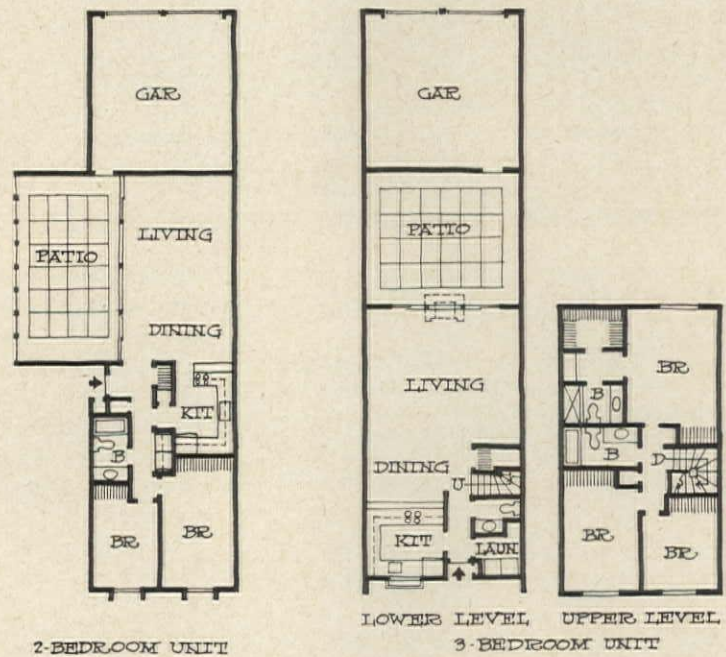 GAR
PATIO
LIVING
DINING
KIT
B
BR
BR
2-BEDROOM UNIT
GAR
PATIO
LIVING
DINING
U
KIT
LAUN
LOWER LEVEL
BR
B
B
D
BR
BR
UPPER LEVEL
3-BEDROOM UNIT